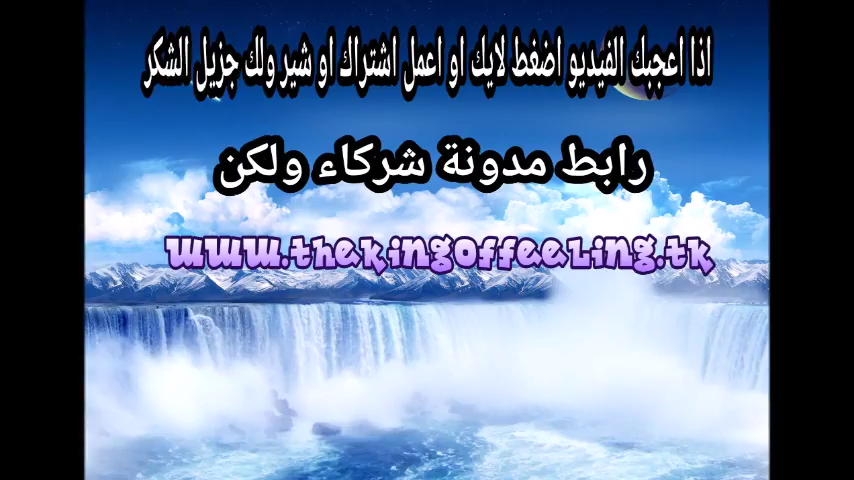 اذا اعجبك الفيديو اضغط لايك او اعمل اشتراك او شير ولك جزيل الشكر
رابط مدونة شركاء ولكن
www.thekingoffeeling.tk